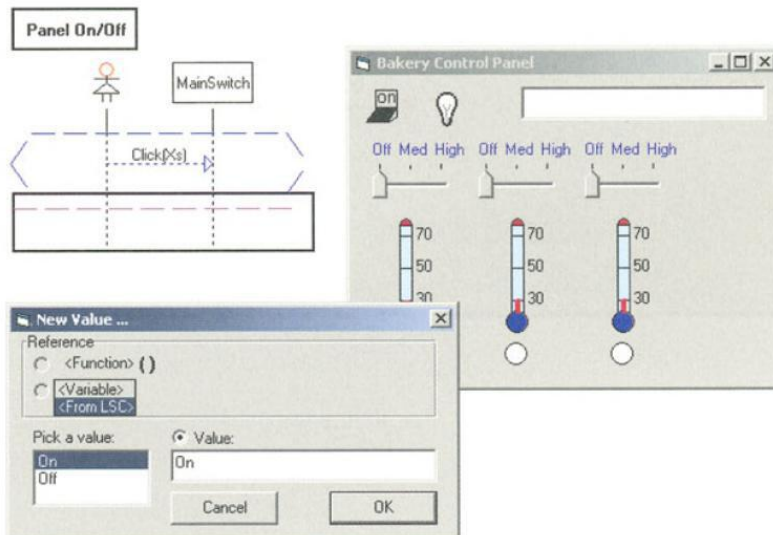 Panel On/Off
MainSwitch
Click(Xs)
Bakery Control Panel
on
Off Med High Off Med High Off Med High
70 70 70
50 50 50
30 30 30
New Value ...
Reference
<Function> ( )
<Variable>
<From LSC>
Pick a value:
On
Off
Value:
On
Cancel
OK